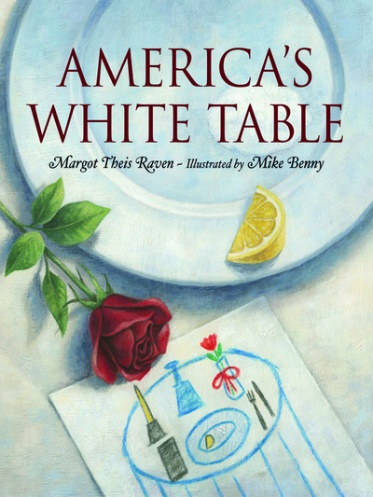 AMERICA'S
WHITE TABLE
Margot Theis Raven ~ Illustrated by Mike Benny